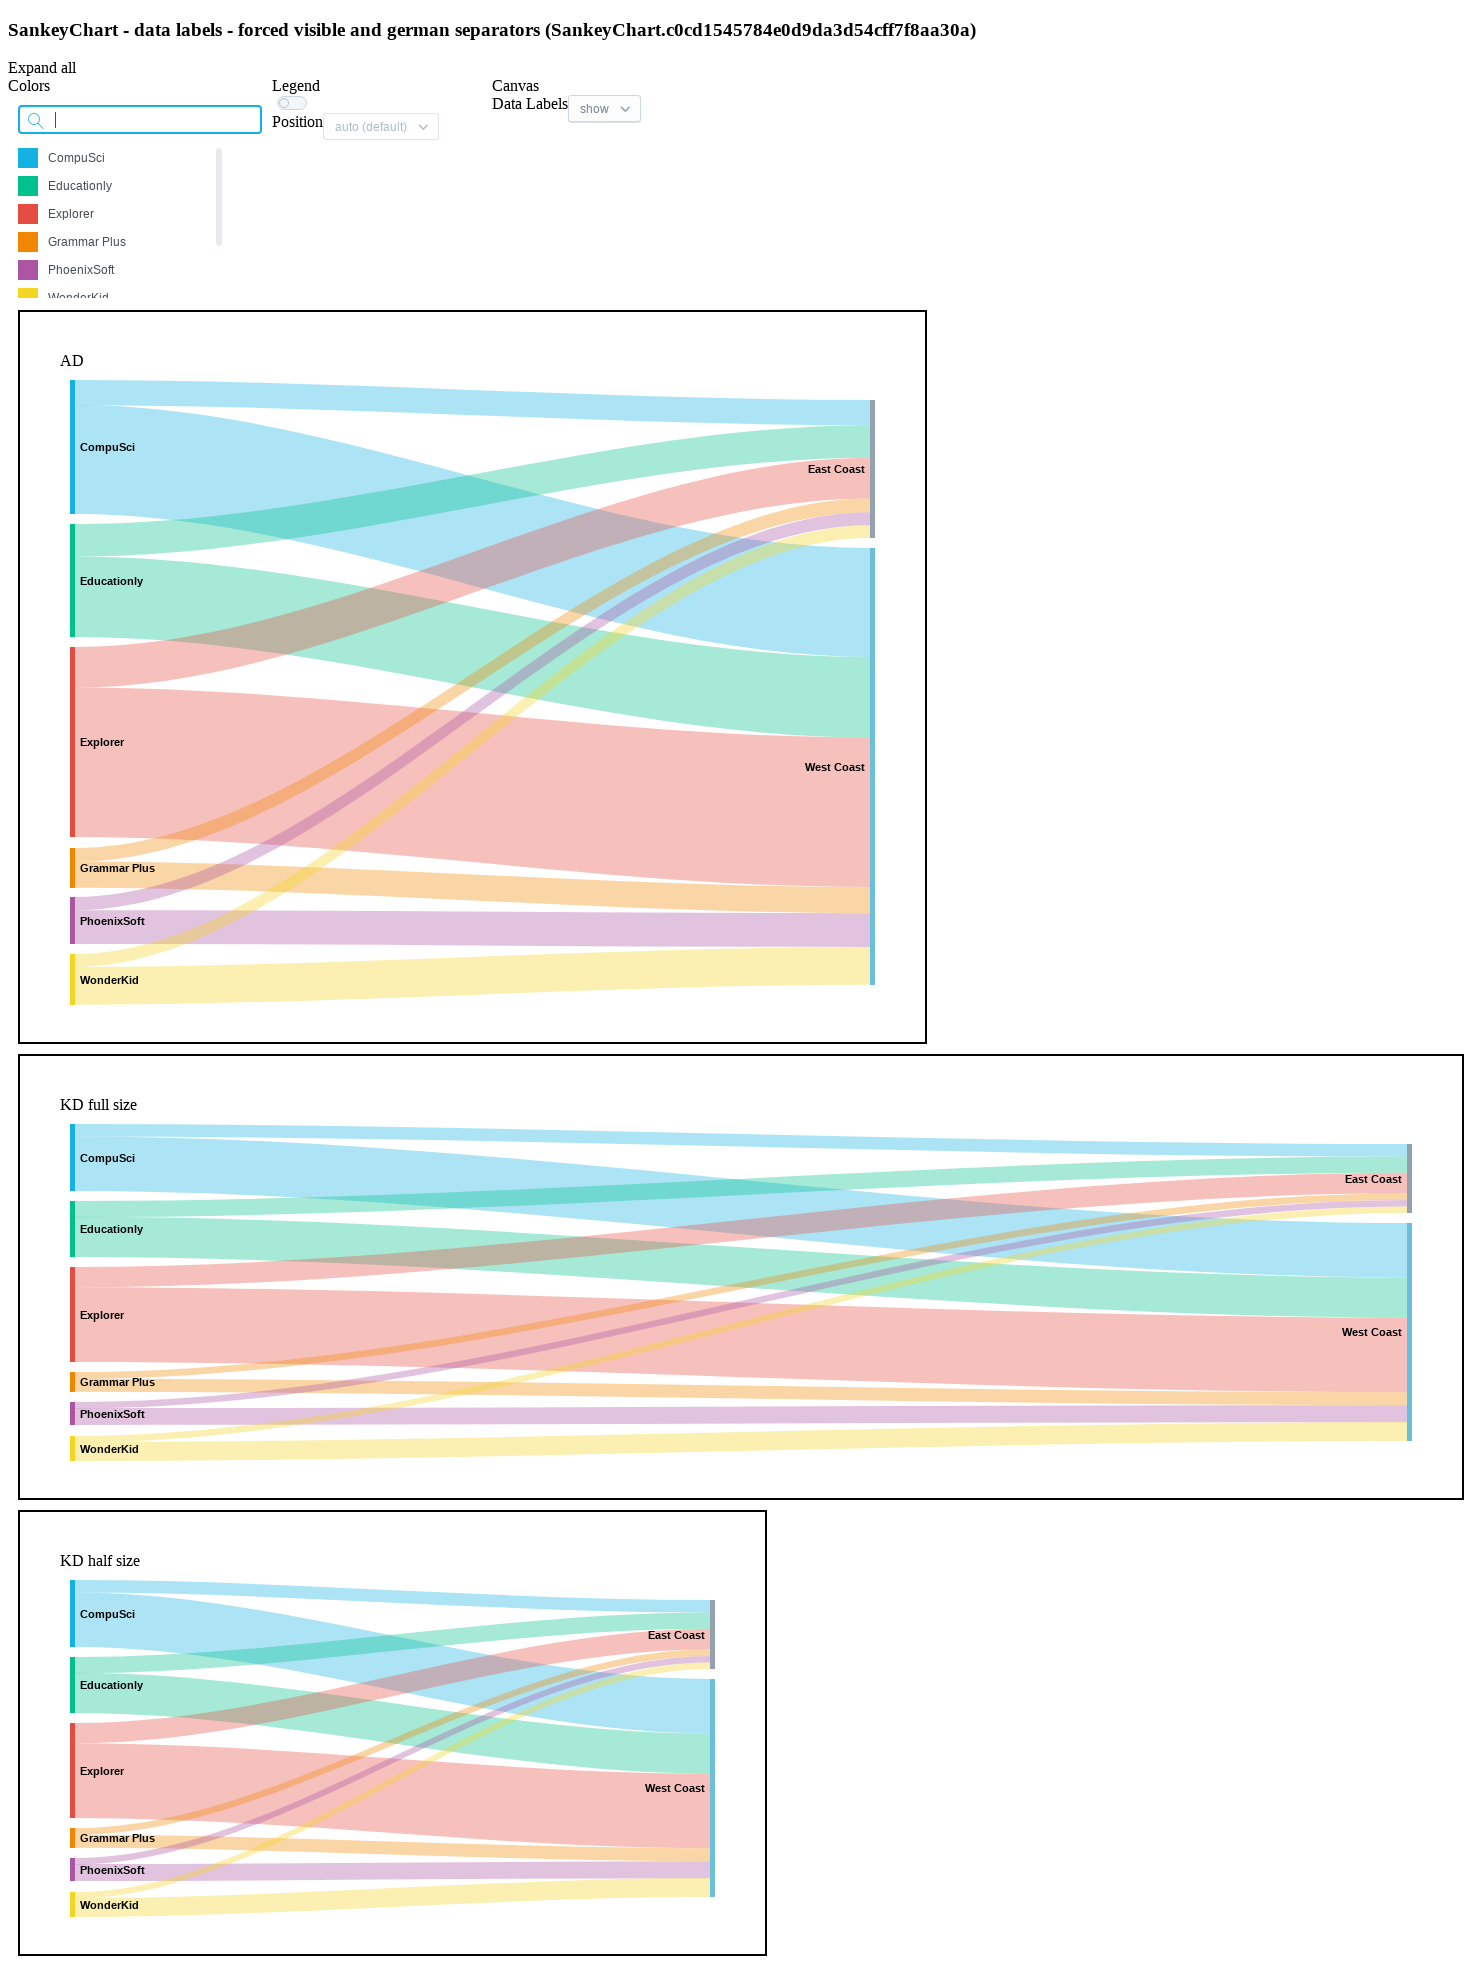 SankeyChart - data labels - forced visible and german separators (SankeyChart.c0cd1545784e0d9da3d54cff7f8aa30a)
Expand all
Colors
Legend
Canvas
Data Labels
show
Position
auto (default)
CompuSci
Educationly
Explorer
Grammar Plus
PhoenixSoft
WonderKid
AD
CompuSci
East Coast
Educationly
Explorer
West Coast
Grammar Plus
PhoenixSoft
WonderKid
KD full size
CompuSci
East Coast
Educationly
Explorer
West Coast
Grammar Plus
PhoenixSoft
WonderKid
KD half size
CompuSci
East Coast
Educationly
Explorer
West Coast
Grammar Plus
PhoenixSoft
WonderKid